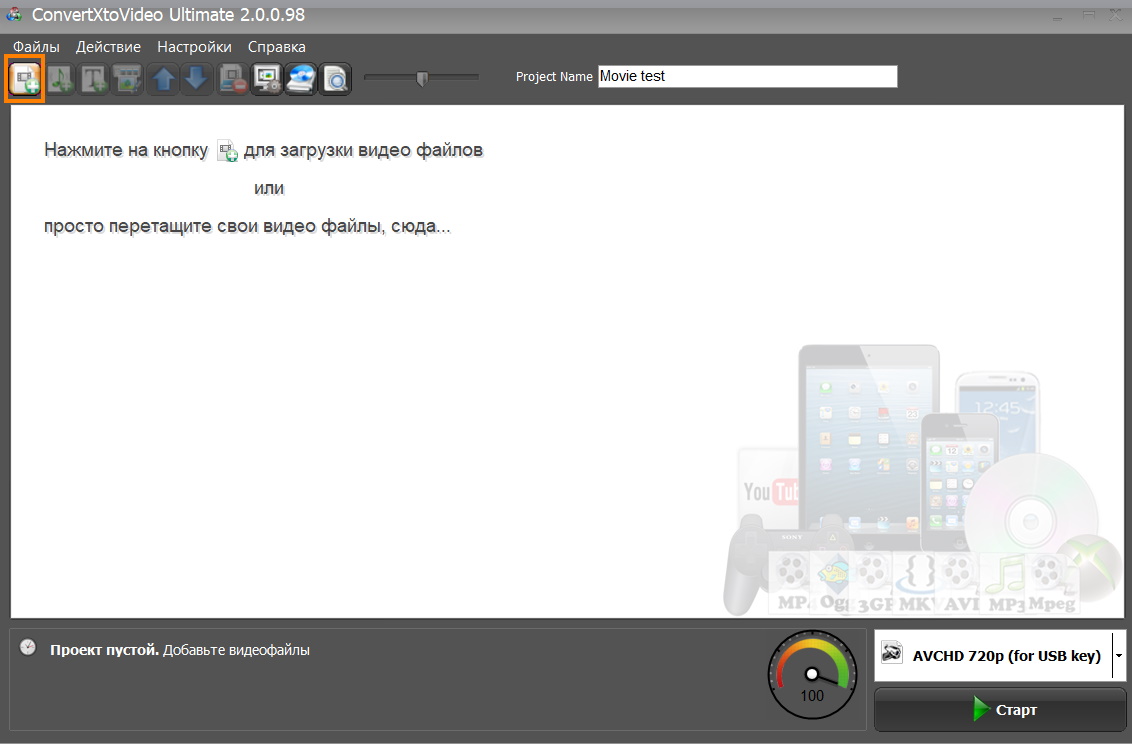 ConvertXtoVideo Ultimate 2.0.0.98
Файлы Действие Настройки Справка
Project Name Movie test
Нажмите на кнопку для загрузки видео файлов
или
просто перетащите свои видео файлы, сюда...
12:45
You Tub
SONY
MP4 Ogg 3GP MKV AVI MP3 Mpeg
Проект пустой. Добавьте видеофайлы
100
AVCHD 720p (for USB key)
Старт